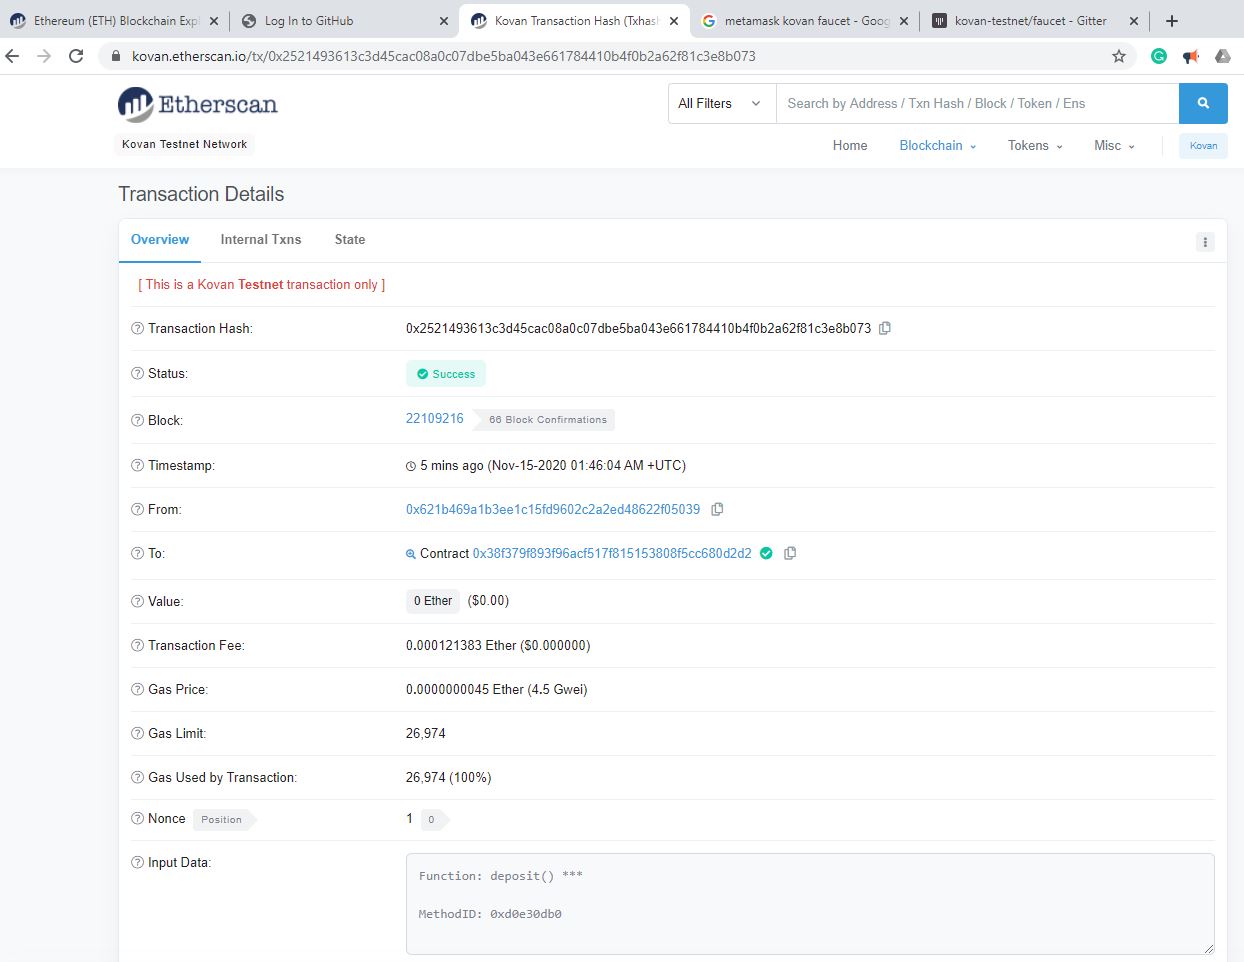 Ethereum (ETH) Blockchain Expl
Log In to GitHub
Kovan Transaction Hash (Txhash
metamask kovan faucet - Goog
kovan-testnet/faucet - Gitter
kovan.etherscan.io/tx/0x2521493613c3d45cac08a0c07dbe5ba043e661784410b4f0b2a62f81c3e8b073
Etherscan
All Filters
Search by Address / Txn Hash / Block / Token / Ens
Kovan Testnet Network
Home Blockchain Tokens Misc Kovan
Transaction Details
Overview Internal Txns State
[ This is a Kovan Testnet transaction only ]
Transaction Hash: 0x2521493613c3d45cac08a0c07dbe5ba043e661784410b4f0b2a62f81c3e8b073
Status: Success
Block: 22109216 66 Block Confirmations
Timestamp: 5 mins ago (Nov-15-2020 01:46:04 AM +UTC)
From: 0x621b469a1b3ee1c15fd9602c2a2ed48622f05039
To: Contract 0x38f379f893f96acf517f815153808f5cc680d2d2
Value: 0 Ether ($0.00)
Transaction Fee: 0.000121383 Ether ($0.000000)
Gas Price: 0.0000000045 Ether (4.5 Gwei)
Gas Limit: 26,974
Gas Used by Transaction: 26,974 (100%)
Nonce Position 1 0
Input Data:
Function: deposit() ***
MethodID: 0xd0e30db0